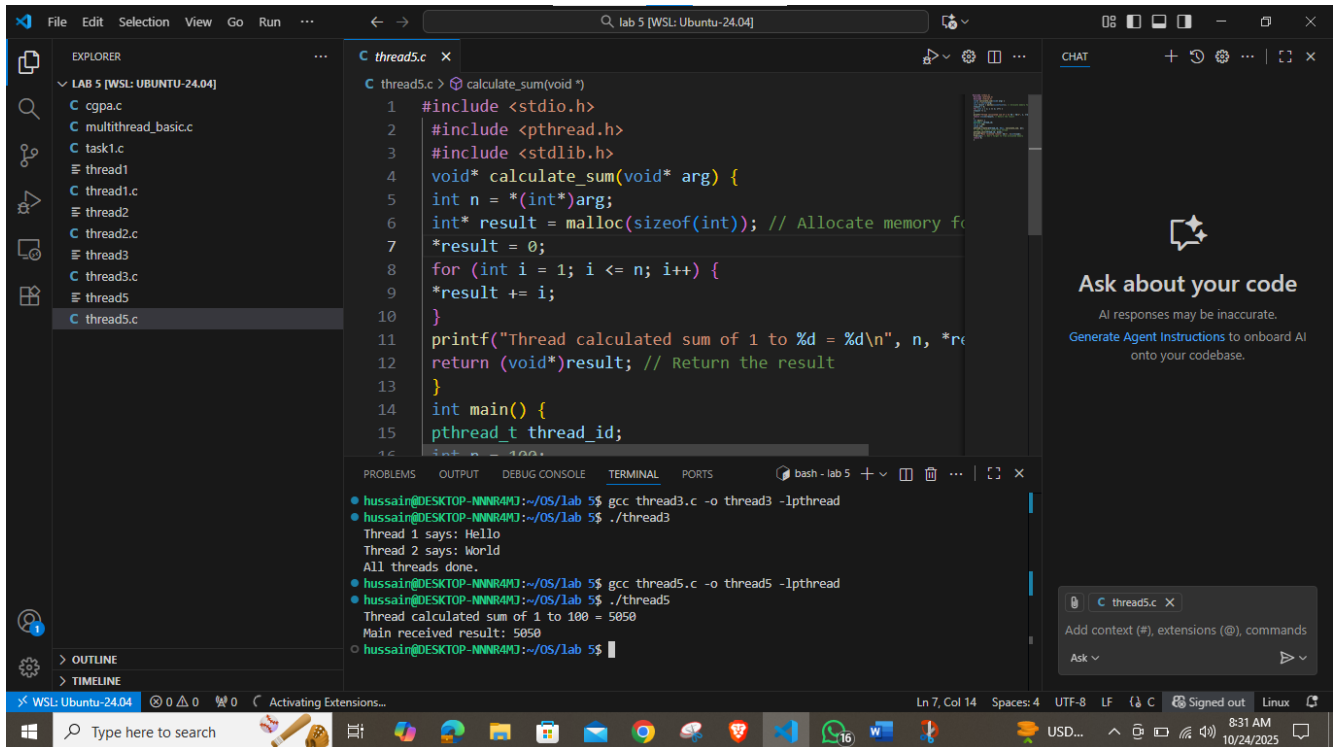 File Edit Selection View Go Run ···
lab 5 [WSL: Ubuntu-24.04]
EXPLORER
LAB 5 [WSL: UBUNTU-24.04]
C cgpa.c
C multithread_basic.c
C task1.c
thread1
C thread1.c
thread2
C thread2.c
thread3
C thread3.c
thread5
C thread5.c
OUTLINE
TIMELINE
C thread5.c
C thread5.c > calculate_sum(void *)
1 #include <stdio.h>
2 #include <pthread.h>
3 #include <stdlib.h>
4 void* calculate_sum(void* arg) {
5 int n = *(int*)arg;
6 int* result = malloc(sizeof(int)); // Allocate memory fo
7 *result = 0;
8 for (int i = 1; i <= n; i++) {
9 *result += i;
10 }
11 printf("Thread calculated sum of 1 to %d = %d\n", n, *re
12 return (void*)result; // Return the result
13 }
14 int main() {
15 pthread_t thread_id;
16 int n = 100;
PROBLEMS OUTPUT DEBUG CONSOLE TERMINAL PORTS
bash - lab 5
hussain@DESKTOP-NNNR4MJ:~/OS/lab 5$ gcc thread3.c -o thread3 -lpthread
hussain@DESKTOP-NNNR4MJ:~/OS/lab 5$ ./thread3
Thread 1 says: Hello
Thread 2 says: World
All threads done.
hussain@DESKTOP-NNNR4MJ:~/OS/lab 5$ gcc thread5.c -o thread5 -lpthread
hussain@DESKTOP-NNNR4MJ:~/OS/lab 5$ ./thread5
Thread calculated sum of 1 to 100 = 5050
Main received result: 5050
hussain@DESKTOP-NNNR4MJ:~/OS/lab 5$
CHAT
Ask about your code
AI responses may be inaccurate.
Generate Agent Instructions to onboard AI
onto your codebase.
C thread5.c
Add context (#), extensions (@), commands
Ask
1
WSL: Ubuntu-24.04 0 0 0 Activating Extensions...
Ln 7, Col 14 Spaces: 4 UTF-8 LF C Signed out Linux
Type here to search
16
USD...
8:31 AM
10/24/2025